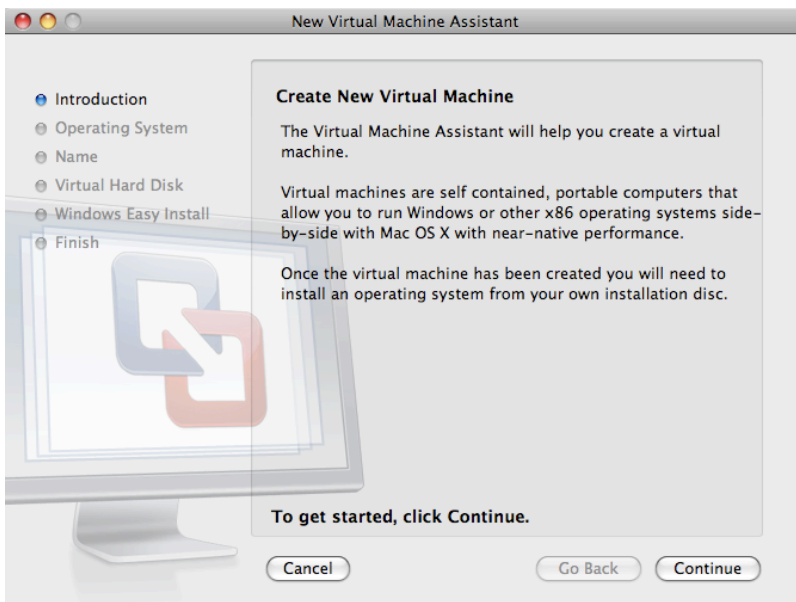 New Virtual Machine Assistant
Introduction
Operating System
Name
Virtual Hard Disk
Windows Easy Install
Finish
Create New Virtual Machine
The Virtual Machine Assistant will help you create a virtual
machine.
Virtual machines are self contained, portable computers that
allow you to run Windows or other x86 operating systems side-
by-side with Mac OS X with near-native performance.
Once the virtual machine has been created you will need to
install an operating system from your own installation disc.
To get started, click Continue.
Cancel
Go Back
Continue